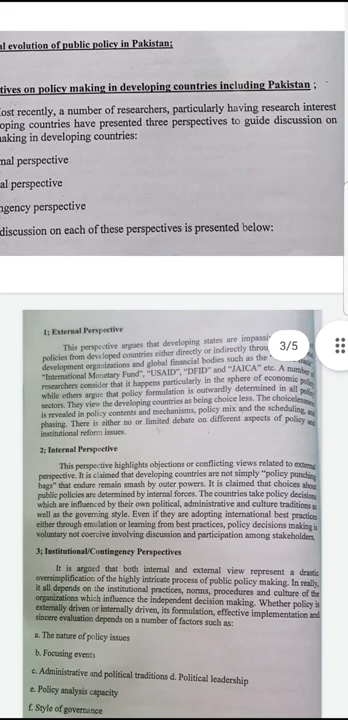 al evolution of public policy in Pakistan:
tives on policy making in developing countries including Pakistan ;
ost recently, a number of researchers, particularly having research interest
oping countries have presented three perspectives to guide discussion on
aking in developing countries:
nal perspective
al perspective
ngency perspective
discussion on each of these perspectives is presented below:
3/5
1; External Perspective
This perspective argues that developing states are impassi
policies from developed countries either directly or indirectly throu
development organizations and global financial bodies such as the
"International Monetary Fund", "USAID", "DFID" and "JAICA" etc. A number of
researchers consider that it happens particularly in the sphere of economic policy
while others argue that policy formulation is outwardly determined in all policy
sectors. They view the developing countries as being choice less. The choicelessness
is revealed in policy contents and mechanisms, policy mix and the scheduling, and
phasing. There is either no or limited debate on different aspects of policy and
institutional reform issues.
2; Internal Perspective
This perspective highlights objections or conflicting views related to external
perspective. It is claimed that developing countries are not simply "policy punching
bags" that endure remain smash by outer powers. It is claimed that choices about
public policies are determined by internal forces. The countries take policy decisions
which are influenced by their own political, administrative and culture traditions as
well as the governing style. Even if they are adopting international best practices
either through emulation or learning from best practices, policy decisions making is
voluntary not coercive involving discussion and participation among stakeholders.
3; Institutional/Contingency Perspectives
It is argued that both internal and external view represent a drastic
oversimplification of the highly intricate process of public policy making. In really,
it all depends on the institutional practices, norms, procedures and culture of the
organizations which influence the independent decision making. Whether policy is
externally driven or internally driven, its formulation, effective implementation and
sincere evaluation depends on a number of factors such as:
a. The nature of policy issues
b. Focusing events
c. Administrative and political traditions d. Political leadership
e. Policy analysis capacity
f. Style of governance